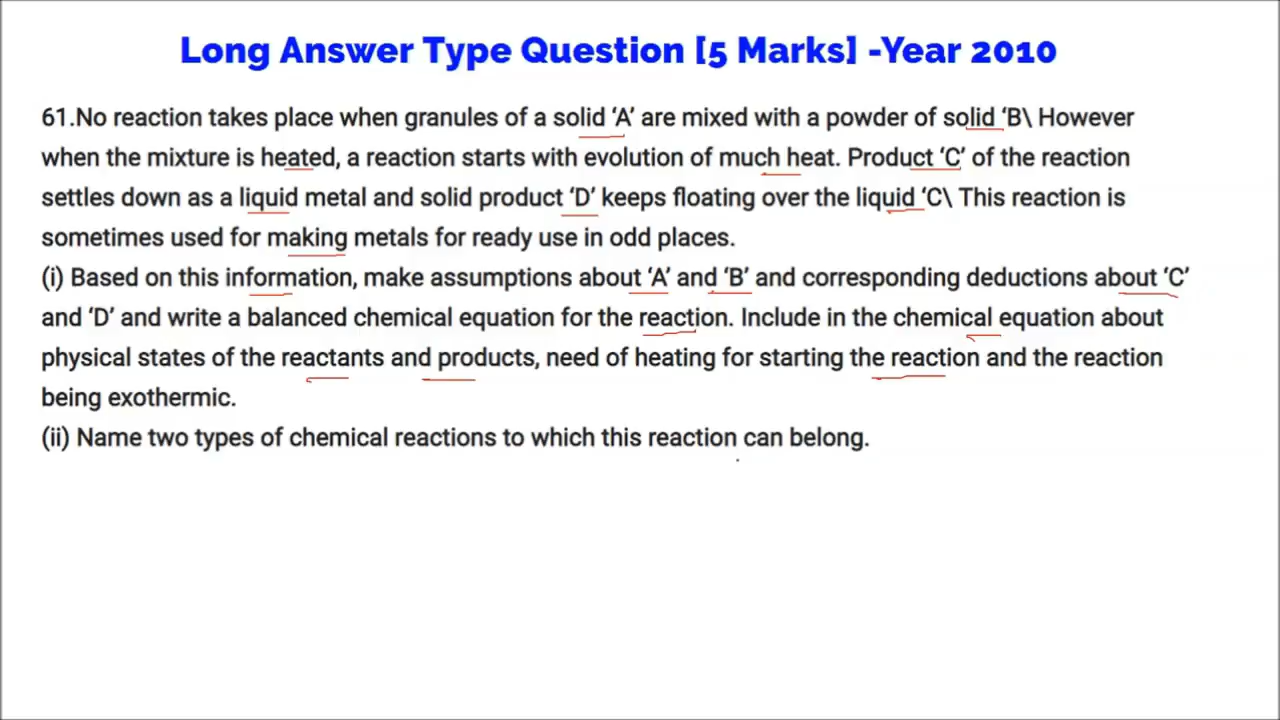 Long Answer Type Question [5 Marks] -Year 2010
61.No reaction takes place when granules of a solid ‘A’ are mixed with a powder of solid ‘B\ However
when the mixture is heated, a reaction starts with evolution of much heat. Product ‘C’ of the reaction
settles down as a liquid metal and solid product ‘D’ keeps floating over the liquid ‘C\ This reaction is
sometimes used for making metals for ready use in odd places.
(i) Based on this information, make assumptions about ‘A’ and ‘B’ and corresponding deductions about ‘C’
and ‘D’ and write a balanced chemical equation for the reaction. Include in the chemical equation about
physical states of the reactants and products, need of heating for starting the reaction and the reaction
being exothermic.
(ii) Name two types of chemical reactions to which this reaction can belong.